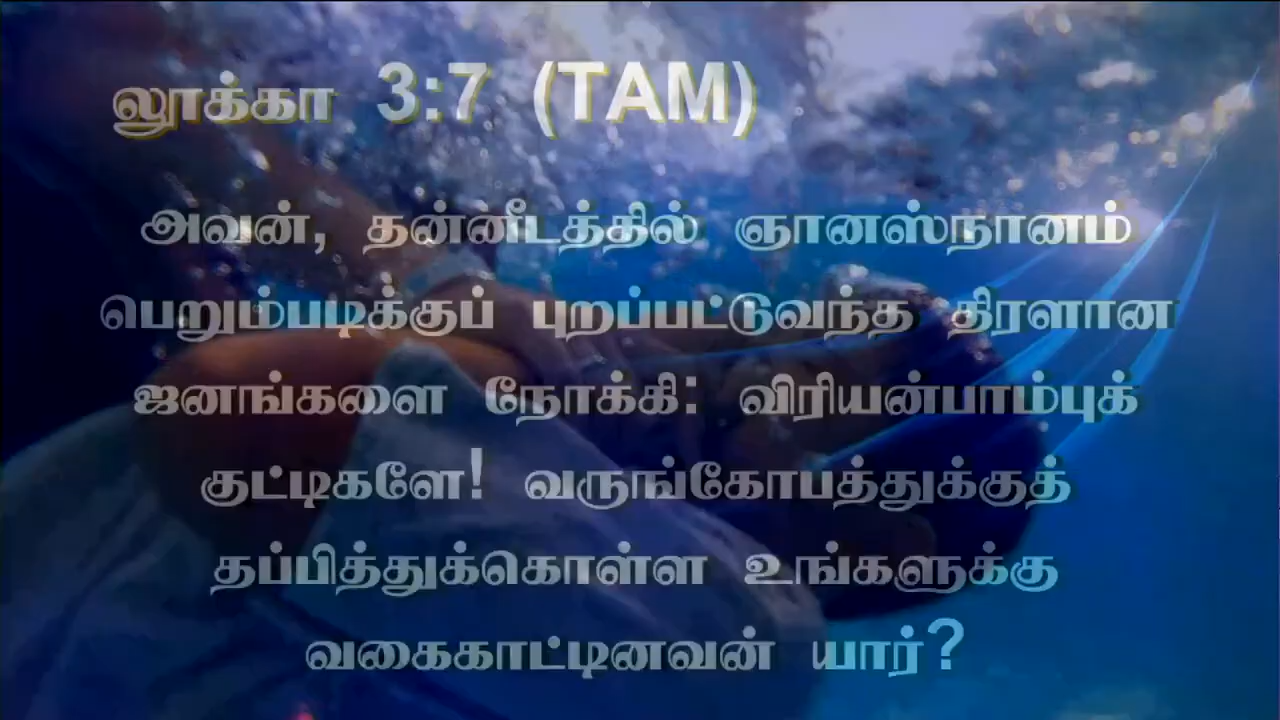 லூக்கா 3:7 (TAM)
அவன், தன்னீடத்தில் ஞானஸ்நானம்
பெறும்படிக்குப் புறப்பட்டுவந்த திரளான
ஜனங்களை நோக்கி: விரியன்பாம்புக்
குட்டிகளே! வருங்கோபத்துக்குத்
தப்பித்துக்கொள்ள உங்களுக்கு
வகைகாட்டினவன் யார்?